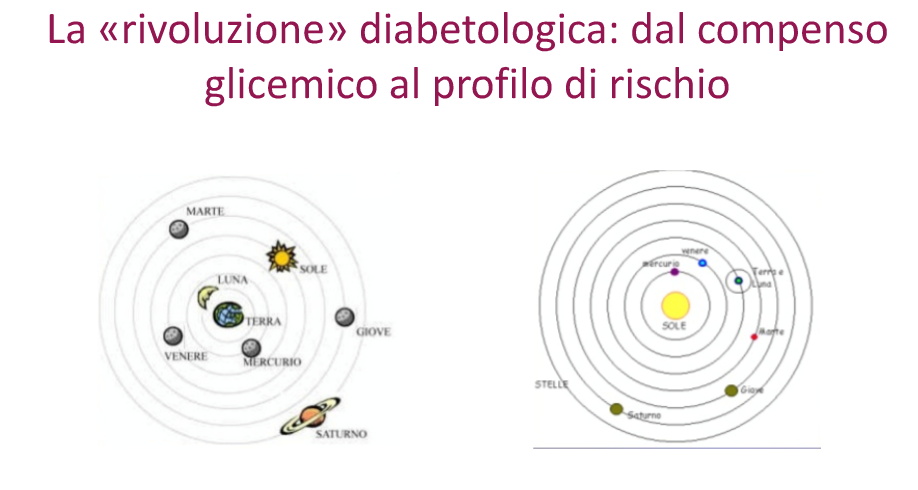 La «rivoluzione» diabetologica: dal compenso
glicemico al profilo di rischio
MARTE
SOLE
LUNA
TERRA
GIOVE
VENERE
MERCURIO
SATURNO
venere
mercurio
Terra e
Luna
SOLE
Marte
STELLE
Giove
Saturno